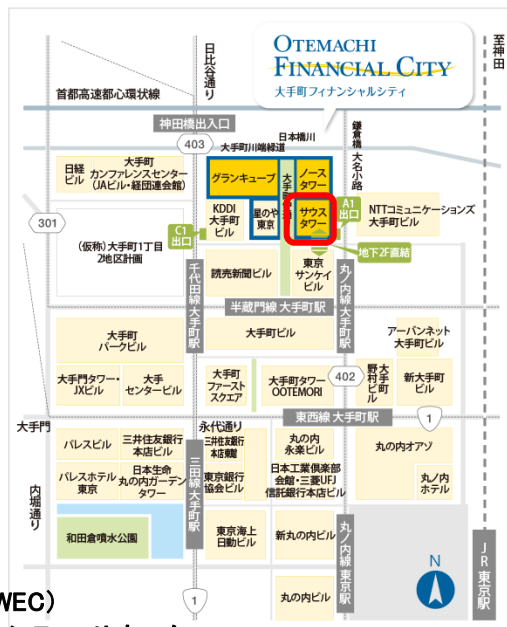 OTEMACHI
FINANCIAL CITY
大手町フィナンシャルシティ
至神田
日比谷通り
首都高速都心環状線
神田橋出入口
403
日本橋川
大手町川端緑道
鎌倉橋
大名小路
日経
ビル
大手町
カンファレンスセンター
(JAビル・経団連会館)
グランキューブ
大手町仲通
ノース
タワー
301
C1
出口
KDDI
大手町
ビル
星のや
東京
サウス
タワー
A1
出口
NTTコミュニケーションズ
大手町ビル
(仮称)大手町1丁目
2地区計画
地下2F直結
千代田線 大手町駅
読売新聞ビル
東京
サンケイ
ビル
丸ノ内線 大手町駅
半蔵門線 大手町駅
大手町
パークビル
大手町ビル
アーバンネット
大手町ビル
大手門タワー・
JXビル
大手
センタービル
大手町
ファースト
スクエア
大手町タワー
OOTEMORI
402
大手町
野村ビル
新大手町
ビル
東西線 大手町駅
1
大手門
永代通り
パレスビル
三井住友銀行
本店ビル
三井住友銀行
本店東館
丸の内
永楽ビル
丸の内オアゾ
パレスホテル
東京
日本生命
丸の内ガーデン
タワー
三田線 大手町駅
東京銀行
協会ビル
日本工業倶楽部
会館・三菱UFJ
信託銀行本店ビル
丸ノ内
ホテル
内堀通り
和田倉噴水公園
東京海上
日動ビル
新丸の内ビル
丸ノ内線 東京駅
JR 東京駅
N
1
丸の内ビル
WEC)